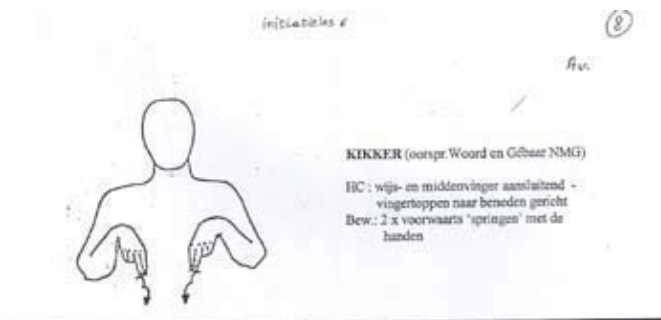 8
Av.
KIKKER (oorspr. Woord en Gebaar NMG)
HC : wijs- en middenvinger aansluitend -
vingertoppen naar beneden gericht
Bew.: 2 x voorwaarts 'springen' met de
handen